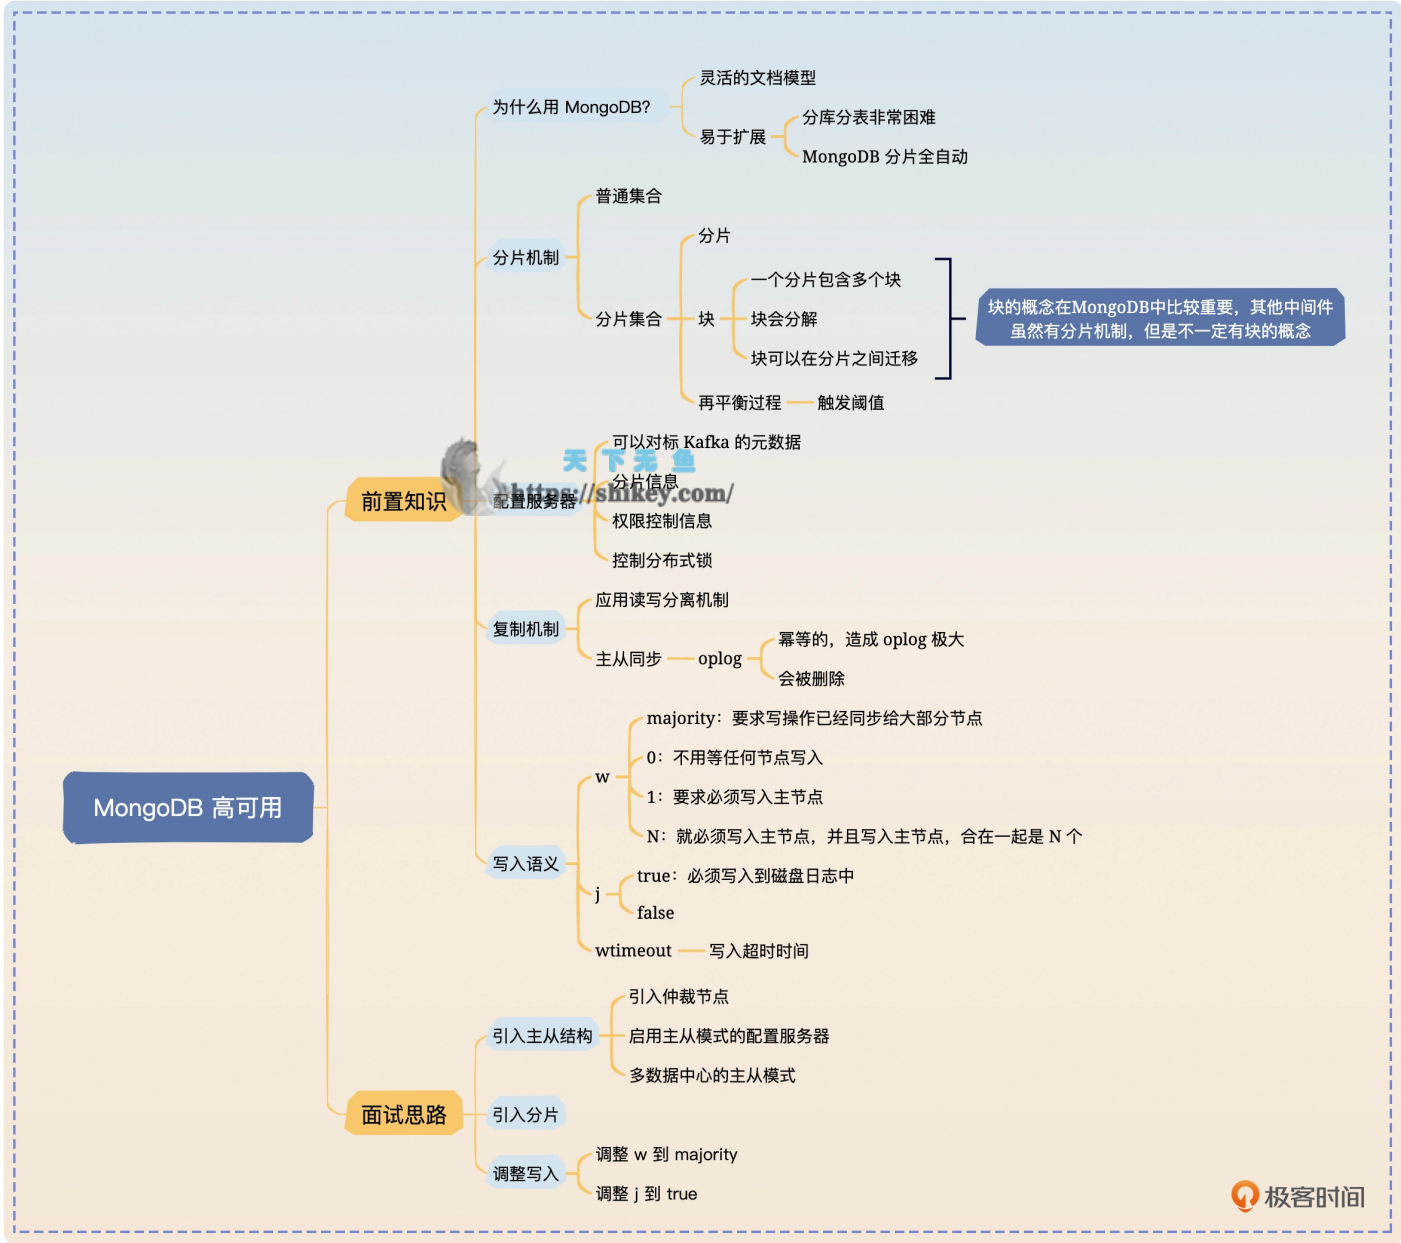 为什么用 MongoDB?
灵活的文档模型
易于扩展
分库分表非常困难
MongoDB 分片全自动
分片机制
普通集合
分片集合
分片
块
一个分片包含多个块
块会分解
块可以在分片之间迁移
块的概念在MongoDB中比较重要，其他中间件
虽然有分片机制，但是不一定有块的概念
再平衡过程
触发阈值
前置知识
配置服务器
可以对标 Kafka 的元数据
分片信息
权限控制信息
控制分布式锁
天下无鱼
https://shikey.com/
复制机制
应用读写分离机制
主从同步
oplog
幂等的，造成 oplog 极大
会被删除
MongoDB 高可用
写入语义
w
majority：要求写操作已经同步给大部分节点
0：不用等任何节点写入
1：要求必须写入主节点
N：就必须写入主节点，并且写入主节点，合在一起是 N 个
j
true：必须写入到磁盘日志中
false
wtimeout
写入超时时间
面试思路
引入主从结构
引入仲裁节点
启用主从模式的配置服务器
多数据中心的主从模式
引入分片
调整写入
调整 w 到 majority
调整 j 到 true
极客时间